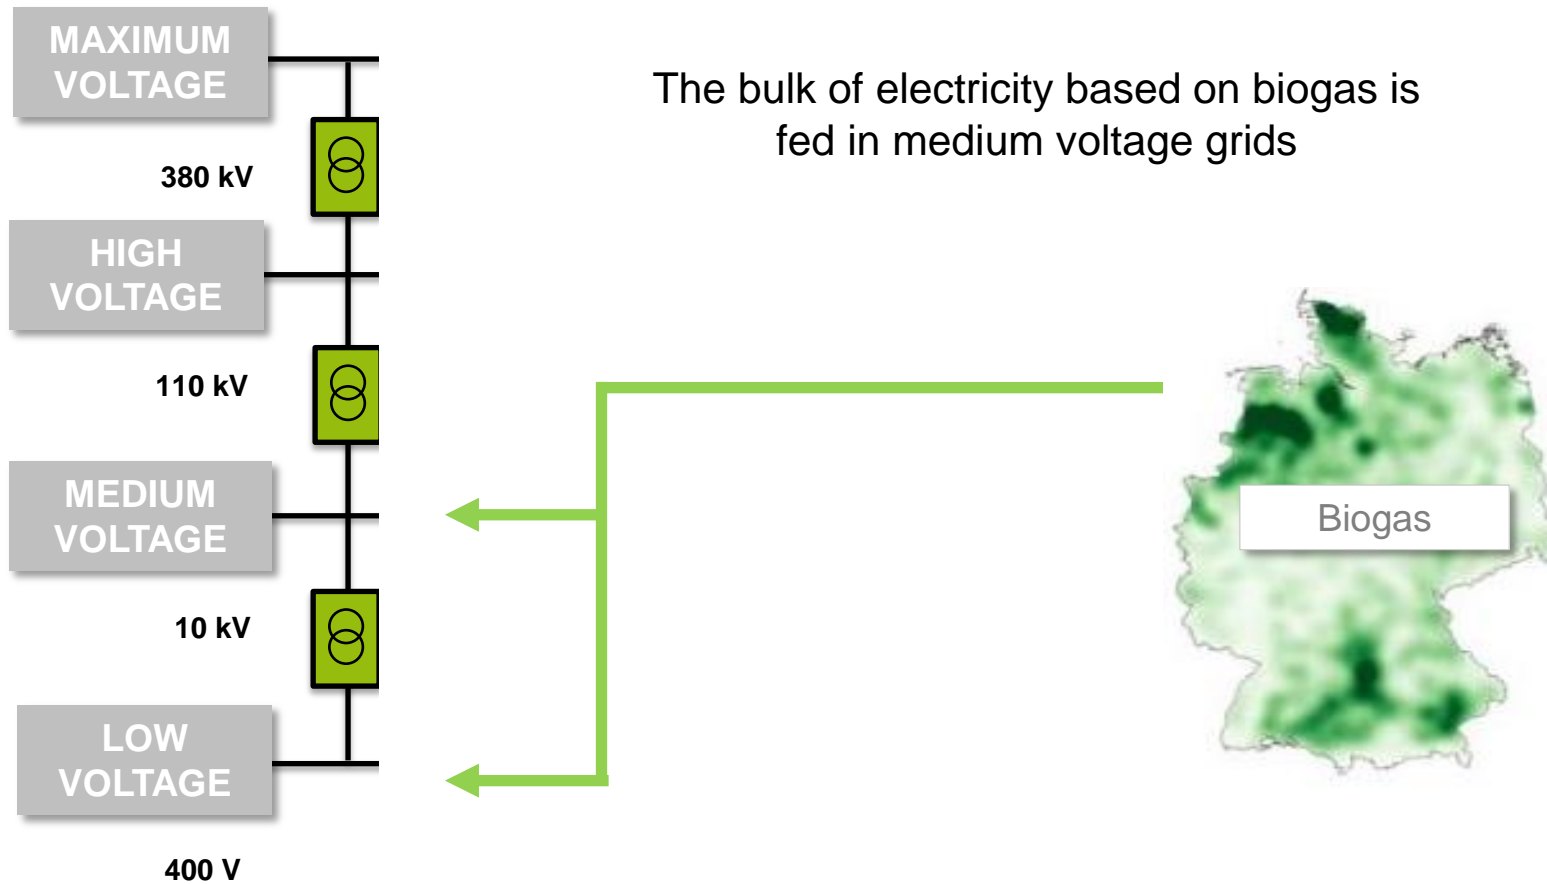 MAXIMUM
VOLTAGE
380 kV
HIGH
VOLTAGE
110 kV
MEDIUM
VOLTAGE
10 kV
LOW
VOLTAGE
400 V
The bulk of electricity based on biogas is
fed in medium voltage grids
Biogas